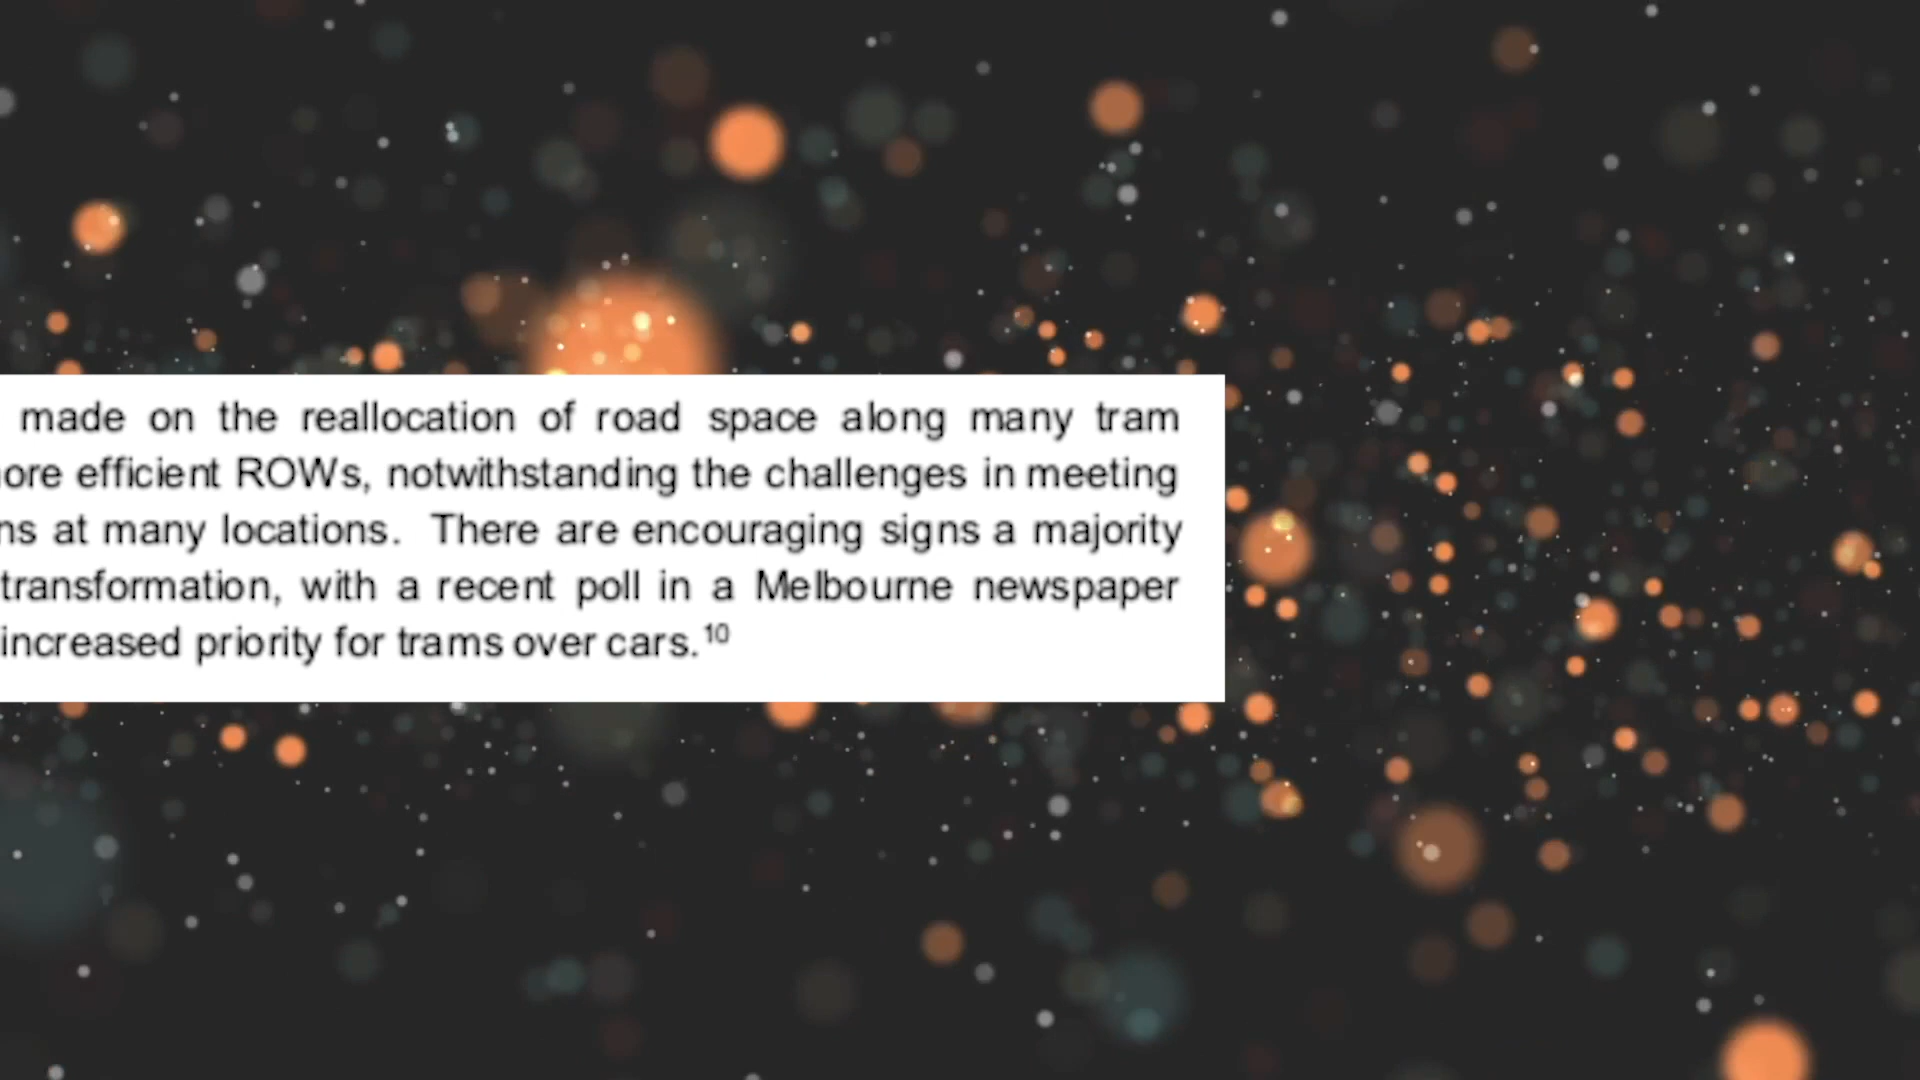 made on the reallocation of road space along many tram
efficient ROWs, notwithstanding the challenges in meeting
at many locations. There are encouraging signs a majority
transformation, with a recent poll in a Melbourne newspaper
increased priority for trams over cars.10